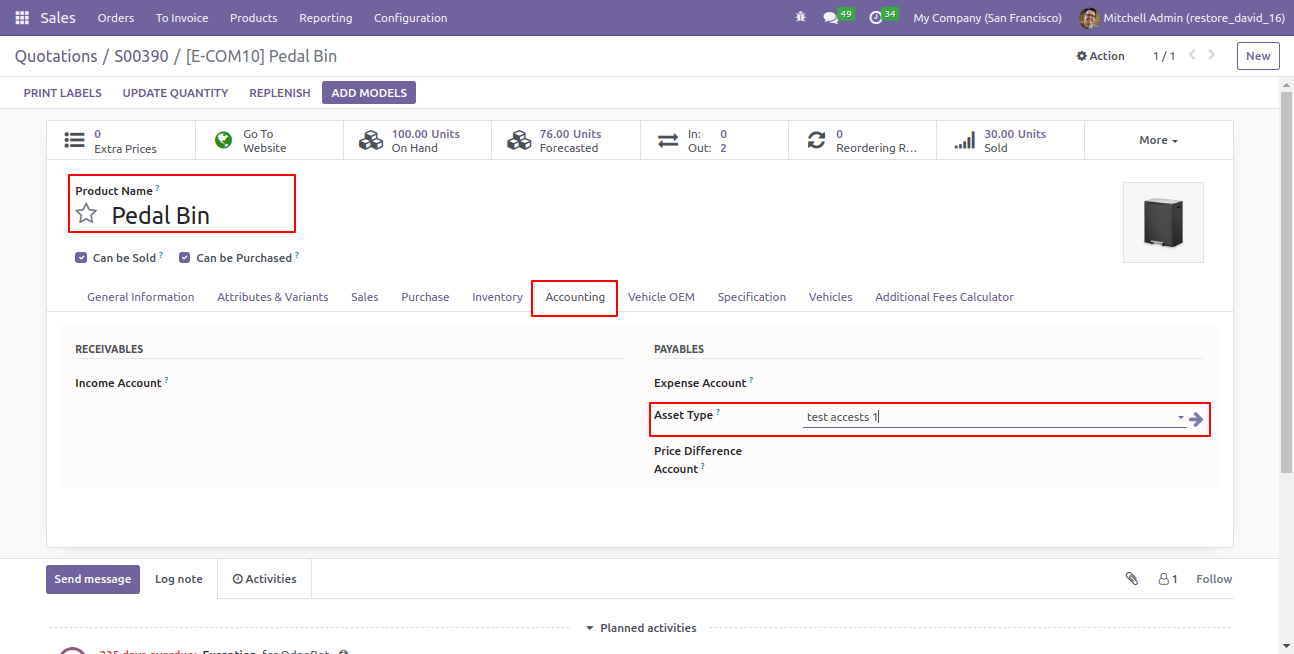 Sales Orders To Invoice Products Reporting Configuration 49 34 My Company (San Francisco) Mitchell Admin (restore_david_16)
Quotations / S00390 / [E-COM10] Pedal Bin Action 1 / 1 New
PRINT LABELS UPDATE QUANTITY REPLENISH ADD MODELS
0
Extra Prices
Go To
Website
100.00 Units
On Hand
76.00 Units
Forecasted
In: 0
Out: 2
0
Reordering R...
30.00 Units
Sold
More
Product Name ?
Pedal Bin
Can be Sold ? Can be Purchased ?
General Information Attributes & Variants Sales Purchase Inventory Accounting Vehicle OEM Specification Vehicles Additional Fees Calculator
RECEIVABLES
Income Account ?
PAYABLES
Expense Account ?
Asset Type ? test accests 1
Price Difference
Account ?
Send message Log note Activities 1 Follow
Planned activities